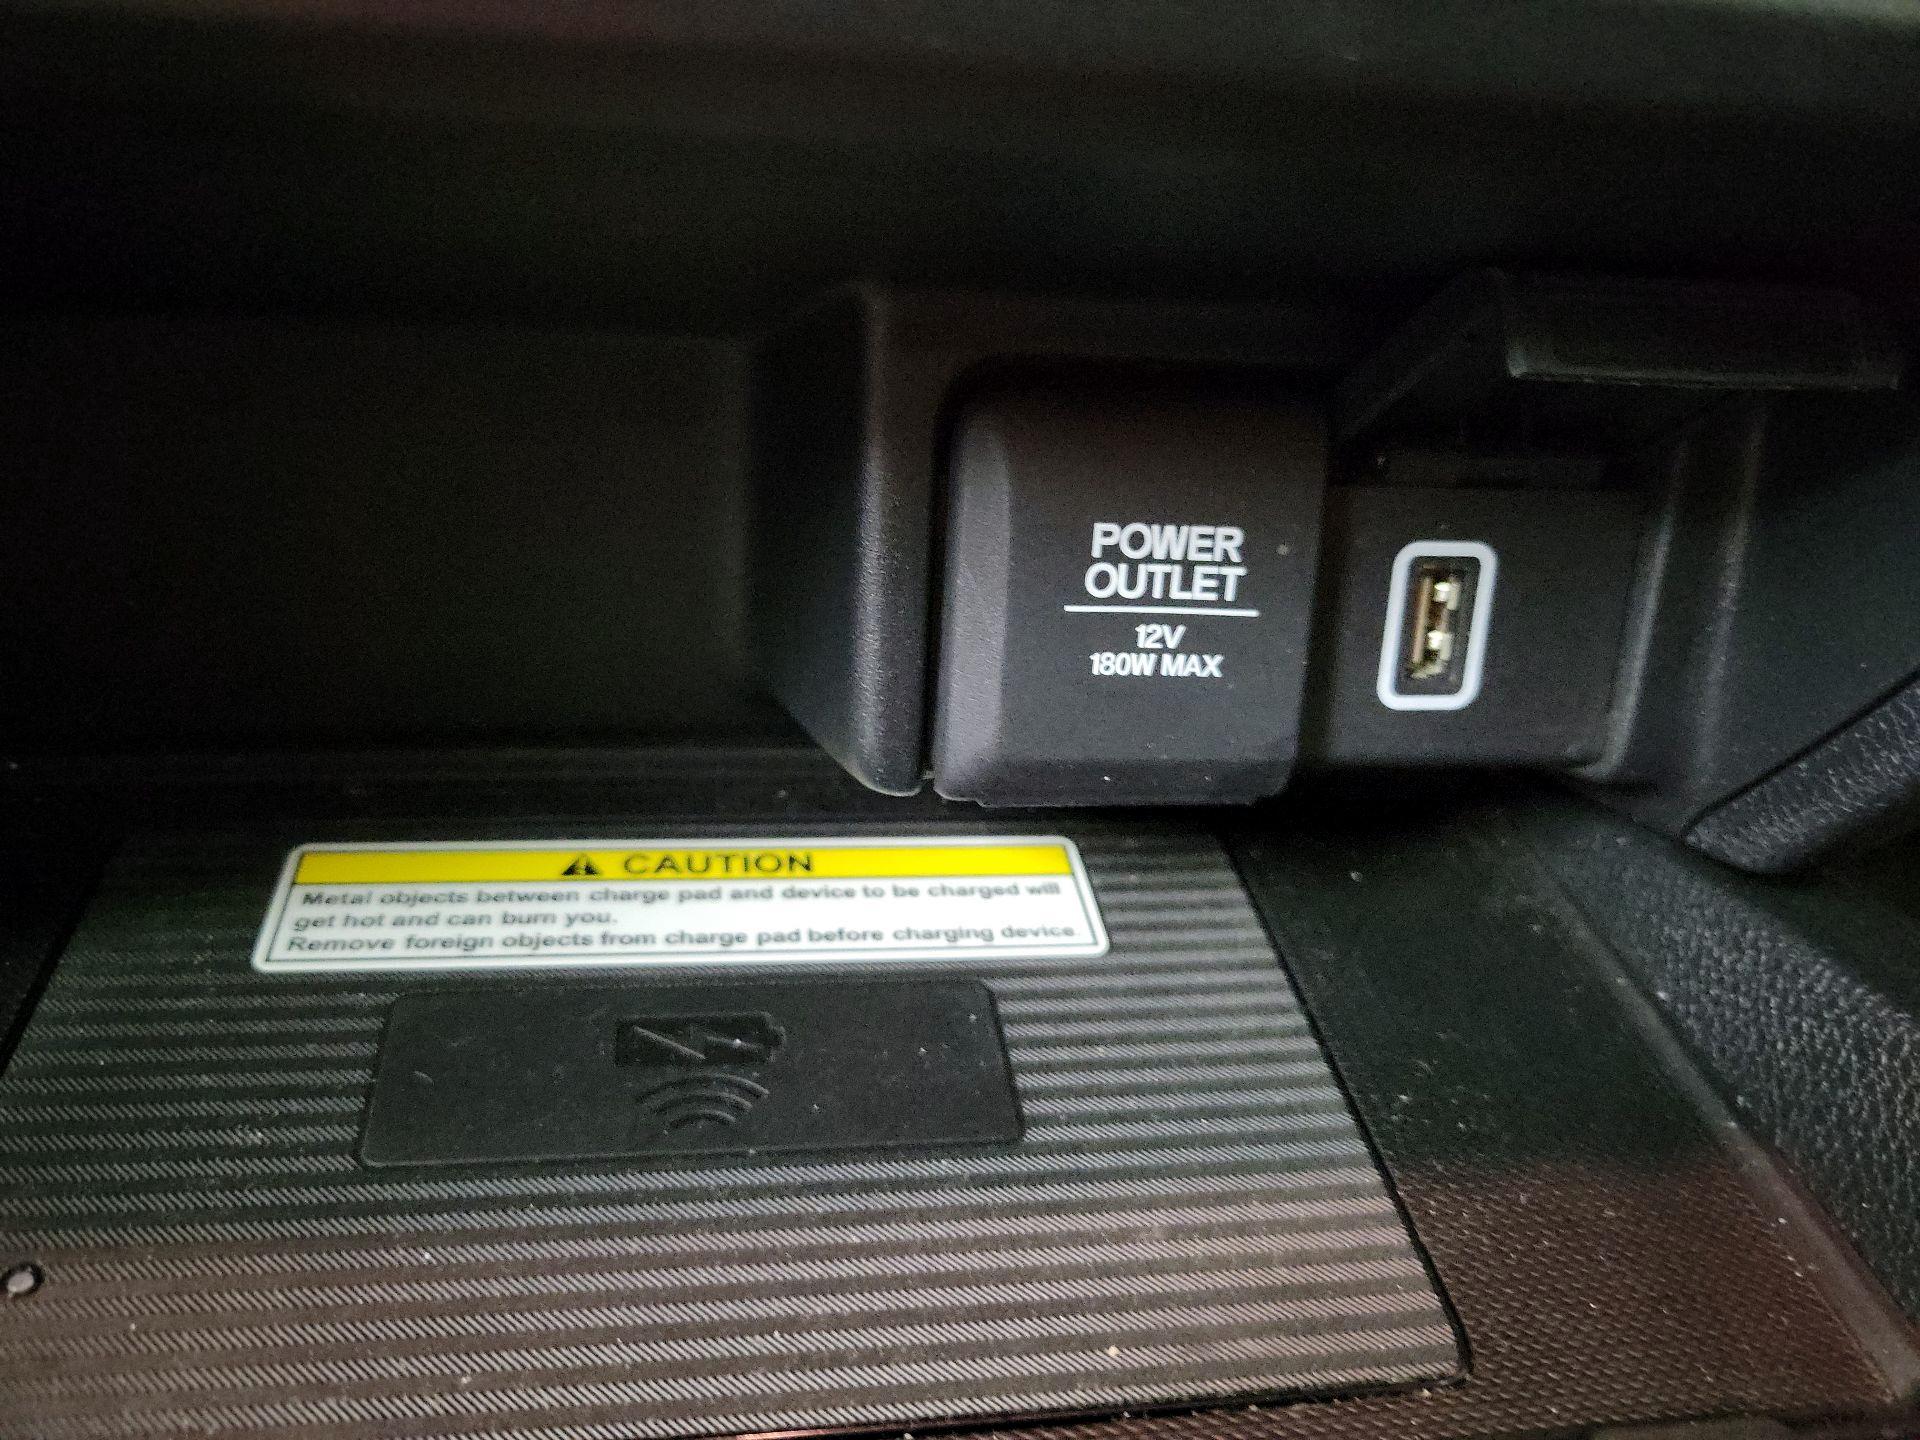 POWER
OUTLET
12V
180W MAX
CAUTION
Metal objects between charge pad and device to be charged will
get hot and can burn you.
Remove foreign objects from charge pad before charging device.